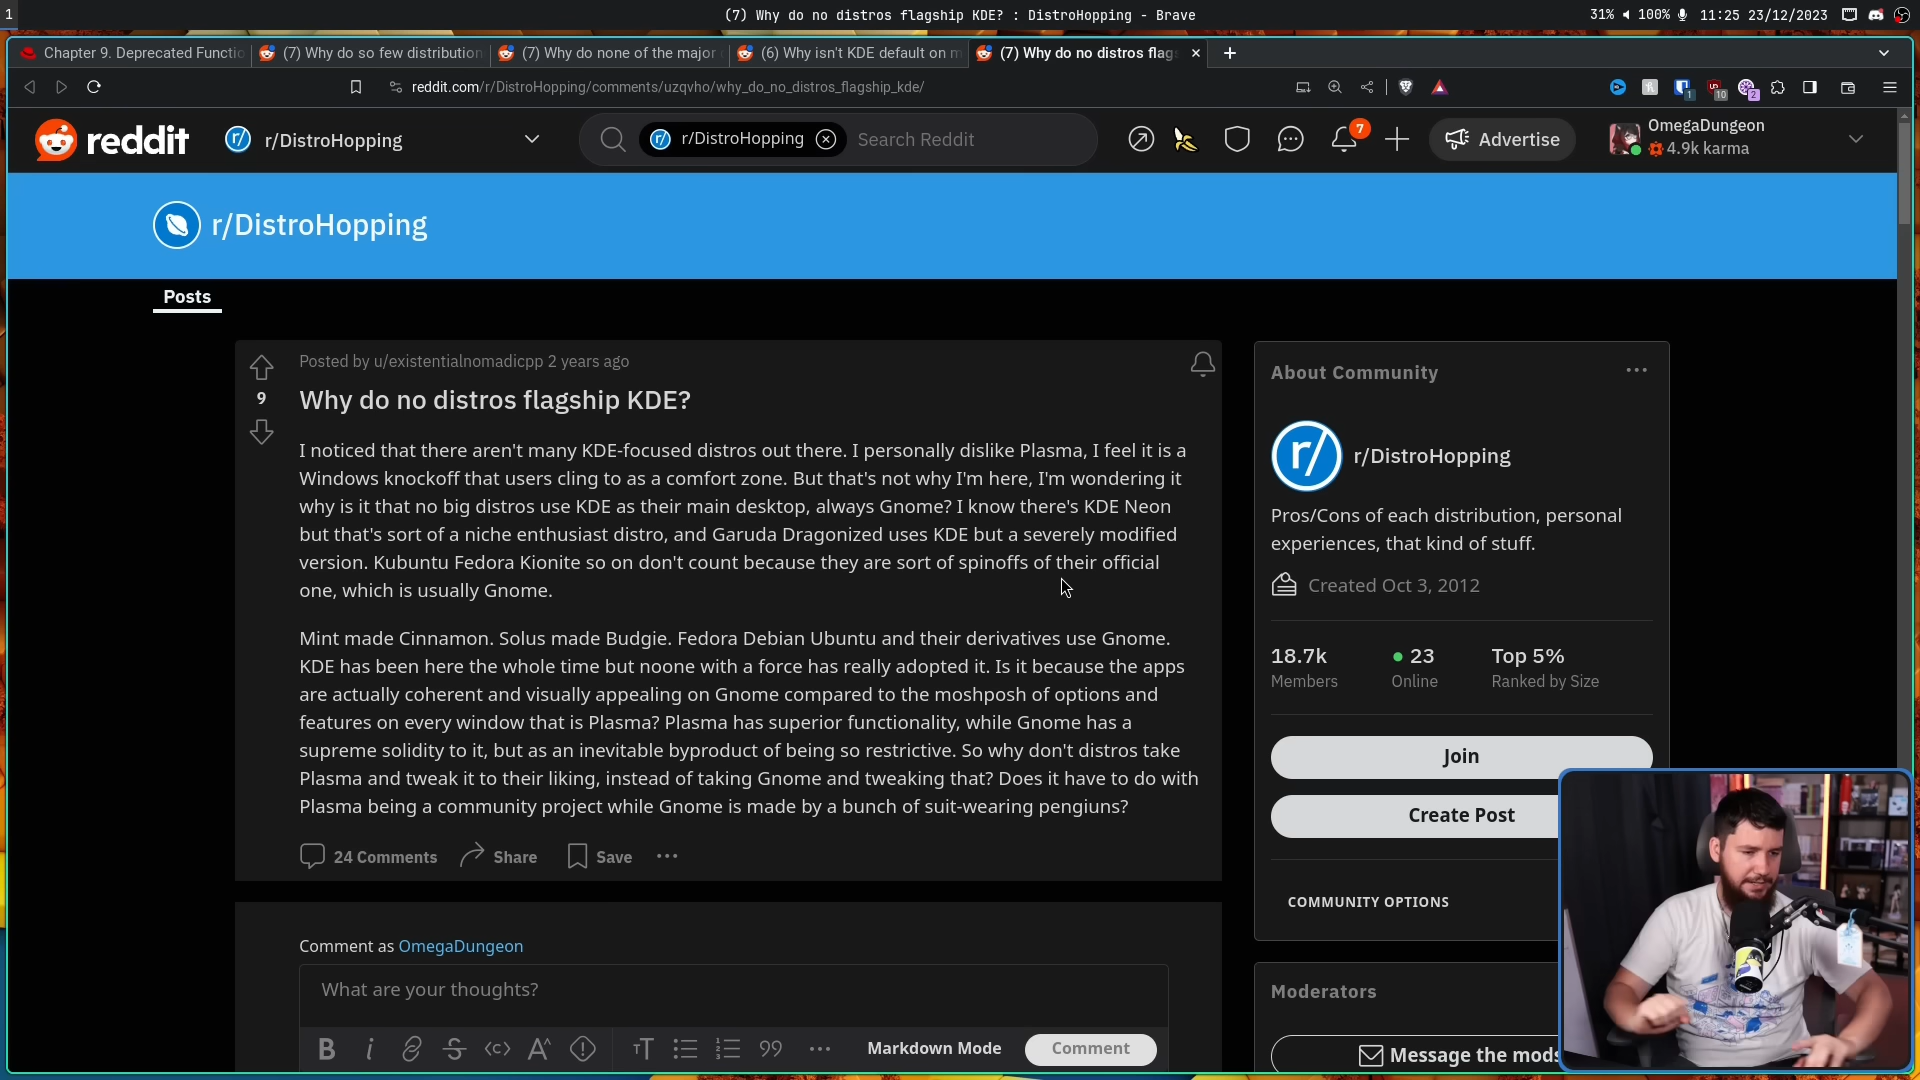 1
(7) Why do no distros flagship KDE? : DistroHopping - Brave
31% 100% 11:25 23/12/2023
Chapter 9. Deprecated Functio
(7) Why do so few distribution
(7) Why do none of the major
(6) Why isn't KDE default on m
(7) Why do no distros flag
reddit.com/r/DistroHopping/comments/uzqvho/why_do_no_distros_flagship_kde/
1
10
2
reddit
r/DistroHopping
r/DistroHopping
Search Reddit
7
Advertise
OmegaDungeon
4.9k karma
r/DistroHopping
Posts
Posted by u/existentialnomadicpp 2 years ago
9
Why do no distros flagship KDE?
I noticed that there aren't many KDE-focused distros out there. I personally dislike Plasma, I feel it is a
Windows knockoff that users cling to as a comfort zone. But that's not why I'm here, I'm wondering it
why is it that no big distros use KDE as their main desktop, always Gnome? I know there's KDE Neon
but that's sort of a niche enthusiast distro, and Garuda Dragonized uses KDE but a severely modified
version. Kubuntu Fedora Kionite so on don't count because they are sort of spinoffs of their official
one, which is usually Gnome.
Mint made Cinnamon. Solus made Budgie. Fedora Debian Ubuntu and their derivatives use Gnome.
KDE has been here the whole time but noone with a force has really adopted it. Is it because the apps
are actually coherent and visually appealing on Gnome compared to the moshposh of options and
features on every window that is Plasma? Plasma has superior functionality, while Gnome has a
supreme solidity to it, but as an inevitable byproduct of being so restrictive. So why don't distros take
Plasma and tweak it to their liking, instead of taking Gnome and tweaking that? Does it have to do with
Plasma being a community project while Gnome is made by a bunch of suit-wearing pengiuns?
24 Comments
Share
Save
Comment as OmegaDungeon
What are your thoughts?
Markdown Mode
Comment
About Community
r/
r/DistroHopping
Pros/Cons of each distribution, personal
experiences, that kind of stuff.
Created Oct 3, 2012
18.7k
Members
23
Online
Top 5%
Ranked by Size
Join
Create Post
COMMUNITY OPTIONS
Moderators
Message the mods